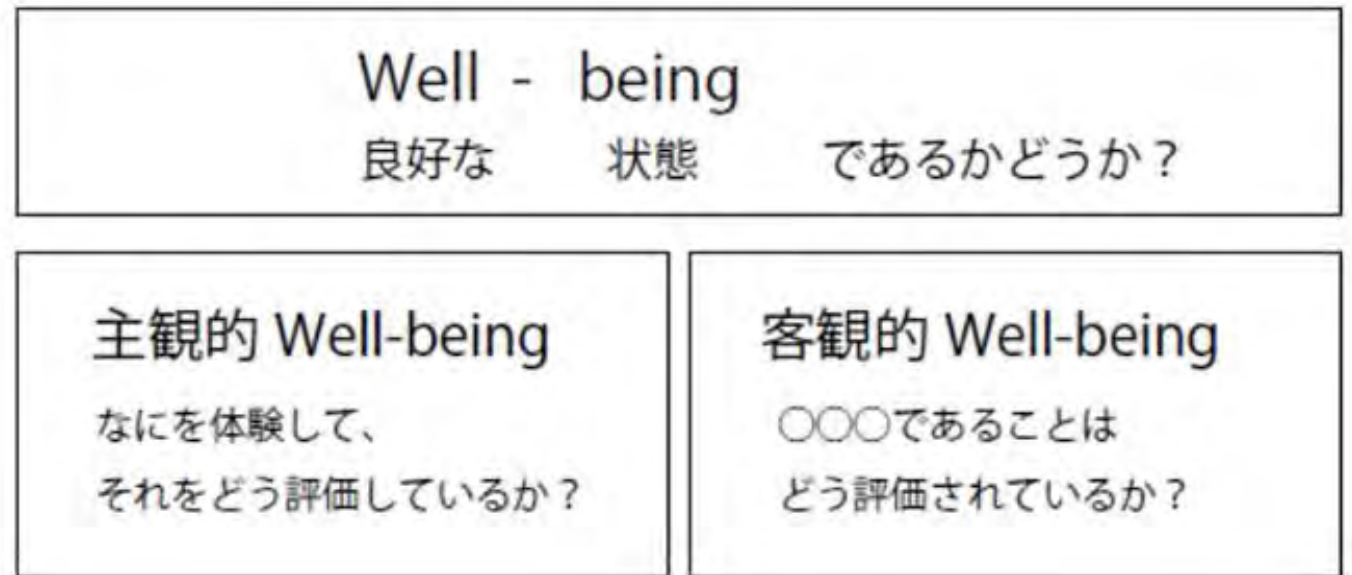 Well - being
良好な 状態 であるかどうか？
主観的 Well-being
なにを体験して、
それをどう評価しているか？
客観的 Well-being
○○○であることは
どう評価されているか？